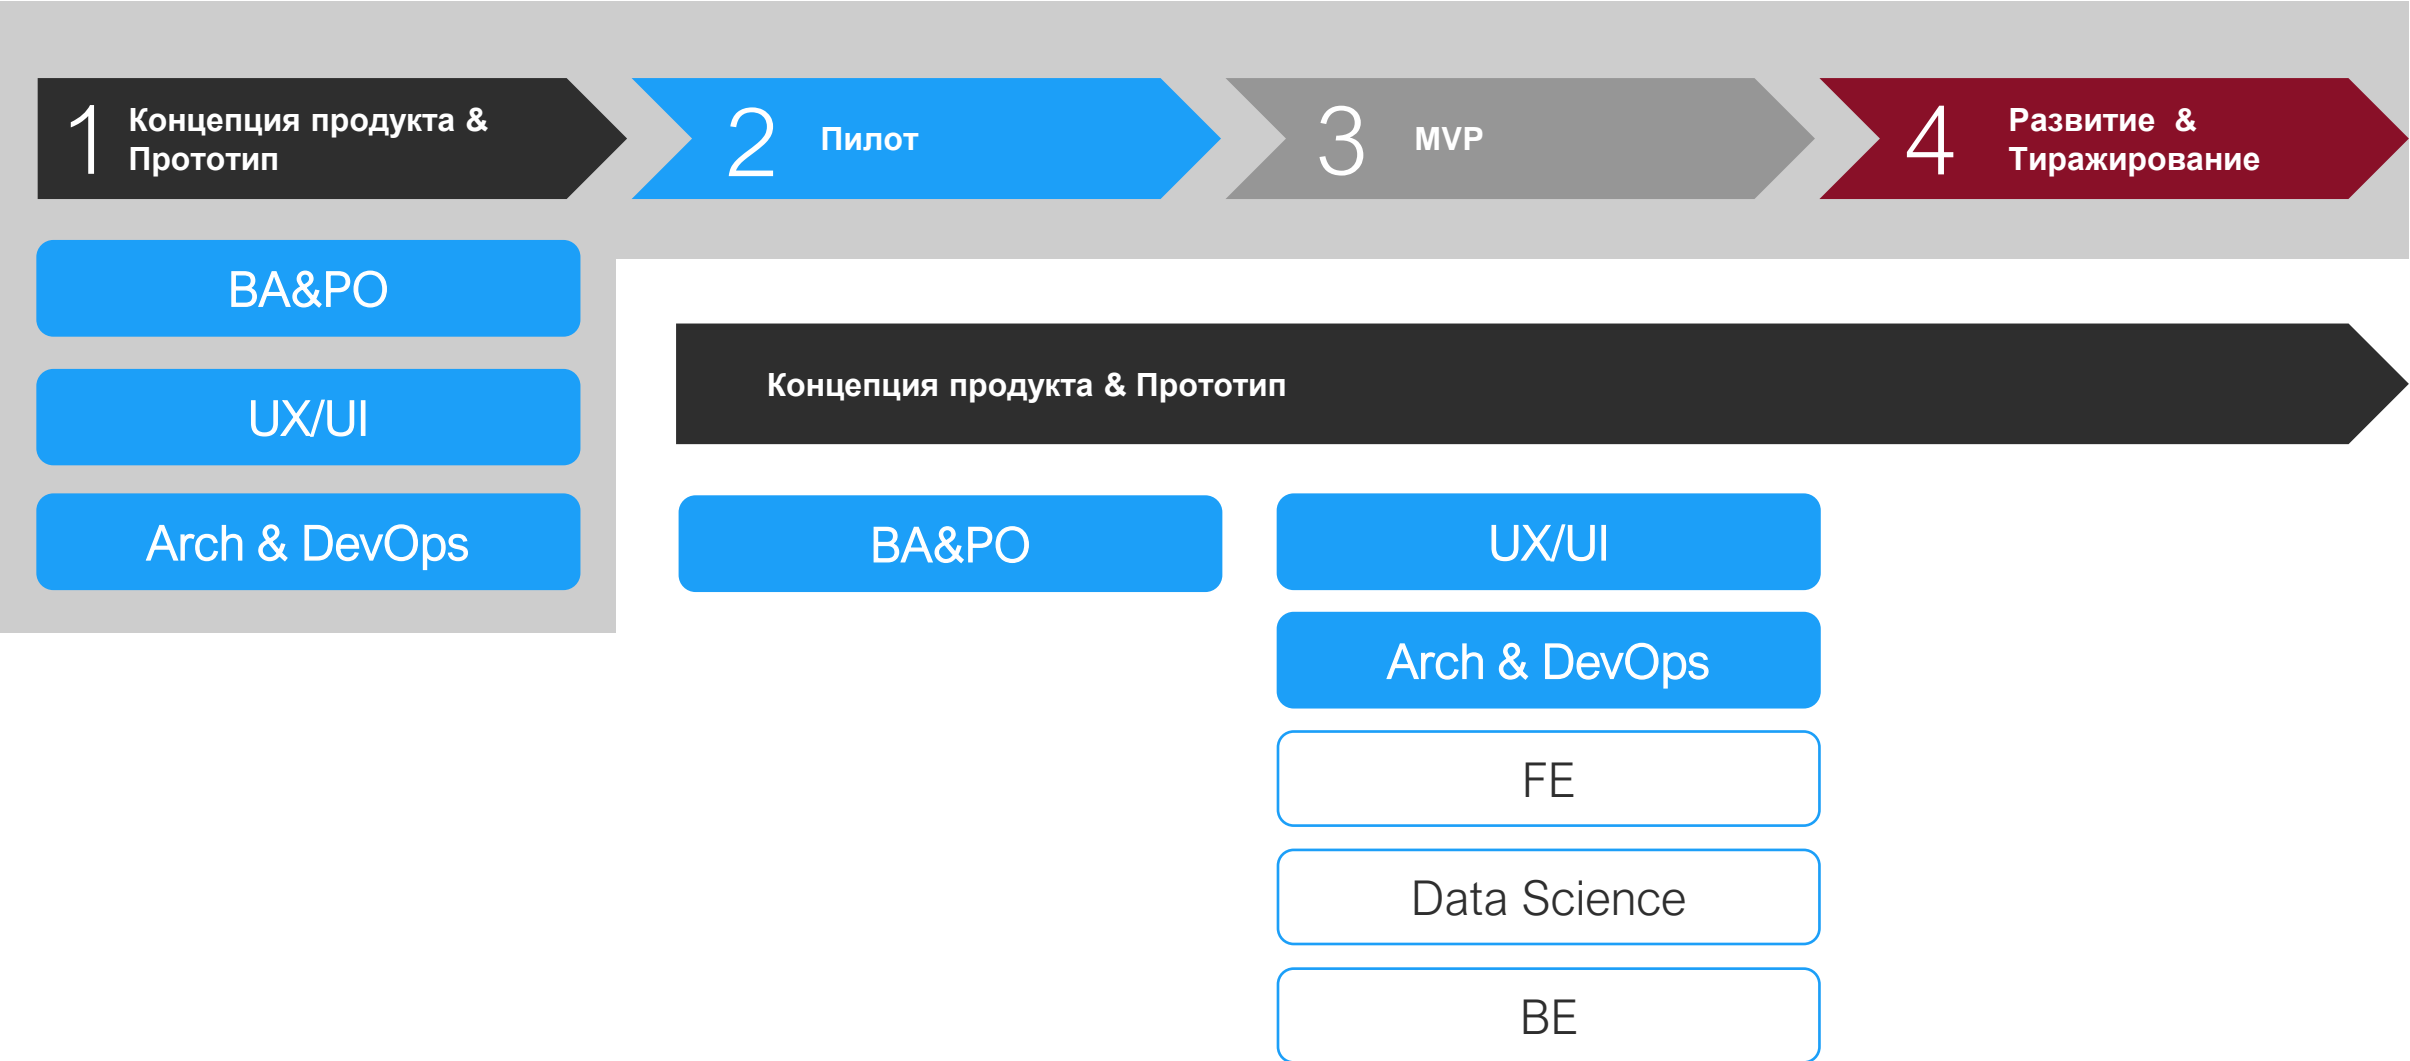 1
Концепция продукта &
Прототип
2
Пилот
3
MVP
4
Развитие &
Тиражирование
BA&PO
UX/UI
Arch & DevOps
Концепция продукта & Прототип
BA&PO
UX/UI
Arch & DevOps
FE
Data Science
BE